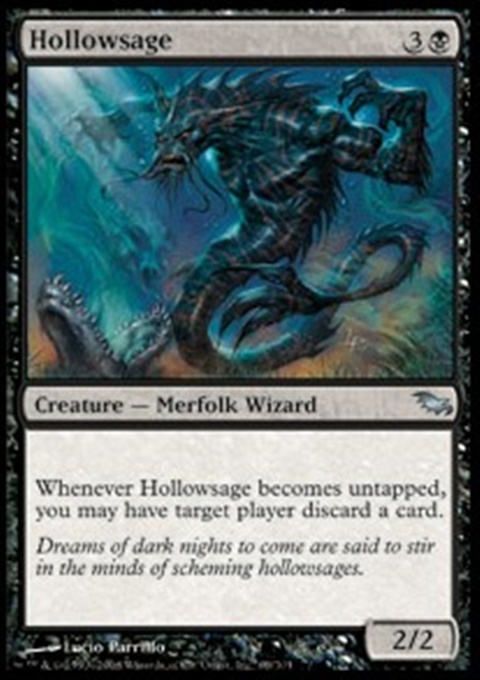 Hollowsage 3
Creature — Merfolk Wizard
Whenever Hollowsage becomes untapped,
you may have target player discard a card.
Dreams of dark nights to come are said to stir
in the minds of scheming hollowsages.
Lucio Parrillo
2/2